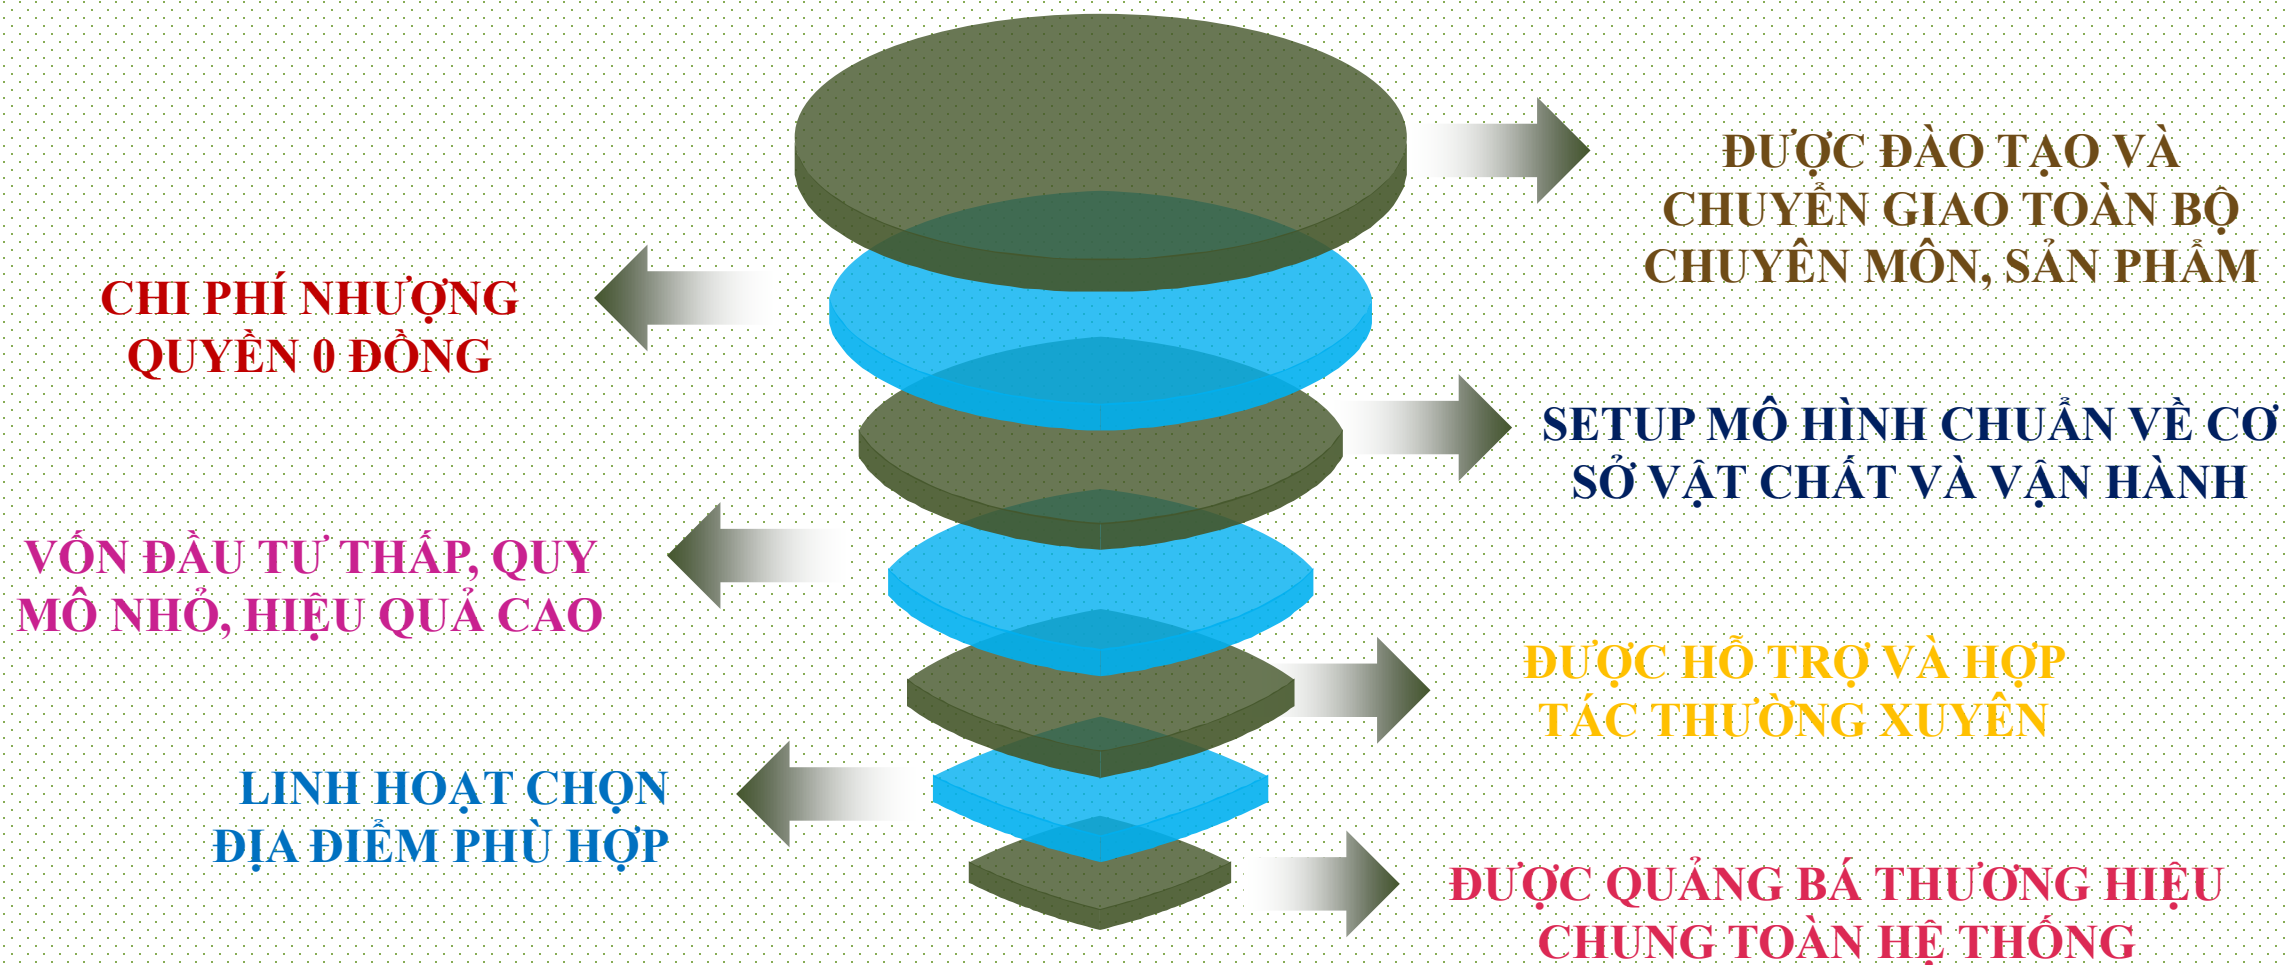 ĐƯỢC ĐÀO TẠO VÀ
CHUYỂN GIAO TOÀN BỘ
CHUYÊN MÔN, SẢN PHẨM
CHI PHÍ NHƯỢNG
QUYỀN 0 ĐỒNG
SETUP MÔ HÌNH CHUẨN VỀ CƠ
SỞ VẬT CHẤT VÀ VẬN HÀNH
VỐN ĐẦU TƯ THẤP, QUY
MÔ NHỎ, HIỆU QUẢ CAO
ĐƯỢC HỖ TRỢ VÀ HỢP
TÁC THƯỜNG XUYÊN
LINH HOẠT CHỌN
ĐỊA ĐIỂM PHÙ HỢP
ĐƯỢC QUẢNG BÁ THƯƠNG HIỆU
CHUNG TOÀN HỆ THỐNG